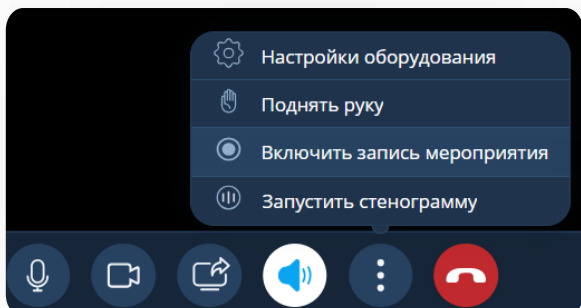 Настройки оборудования
Поднять руку
Включить запись мероприятия
Запустить стенограмму